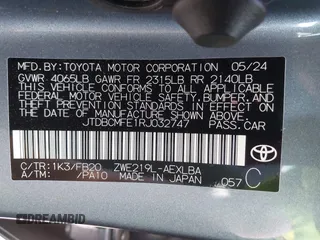 MFD. BY: TOYOTA MOTOR CORPORATION 05/24
GVWR 4065LB GAWR FR 2315LB RR 2140LB
THIS VEHICLE CONFORMS TO ALL APPLICABLE
FEDERAL MOTOR VEHICLE SAFETY, BUMPER,
AND THEFT PREVENTION STANDARDS IN EFFECT
ON THE DATE OF MANUFACTURE SHOWN ABOVE.
JTDBCMFE1RJ032747 PASS. CAR
C/TR: 1K3/FB20 ZWE219L-AEXLBA
A/TM: /PA10 MADE IN JAPAN
057 C
TOYOTA